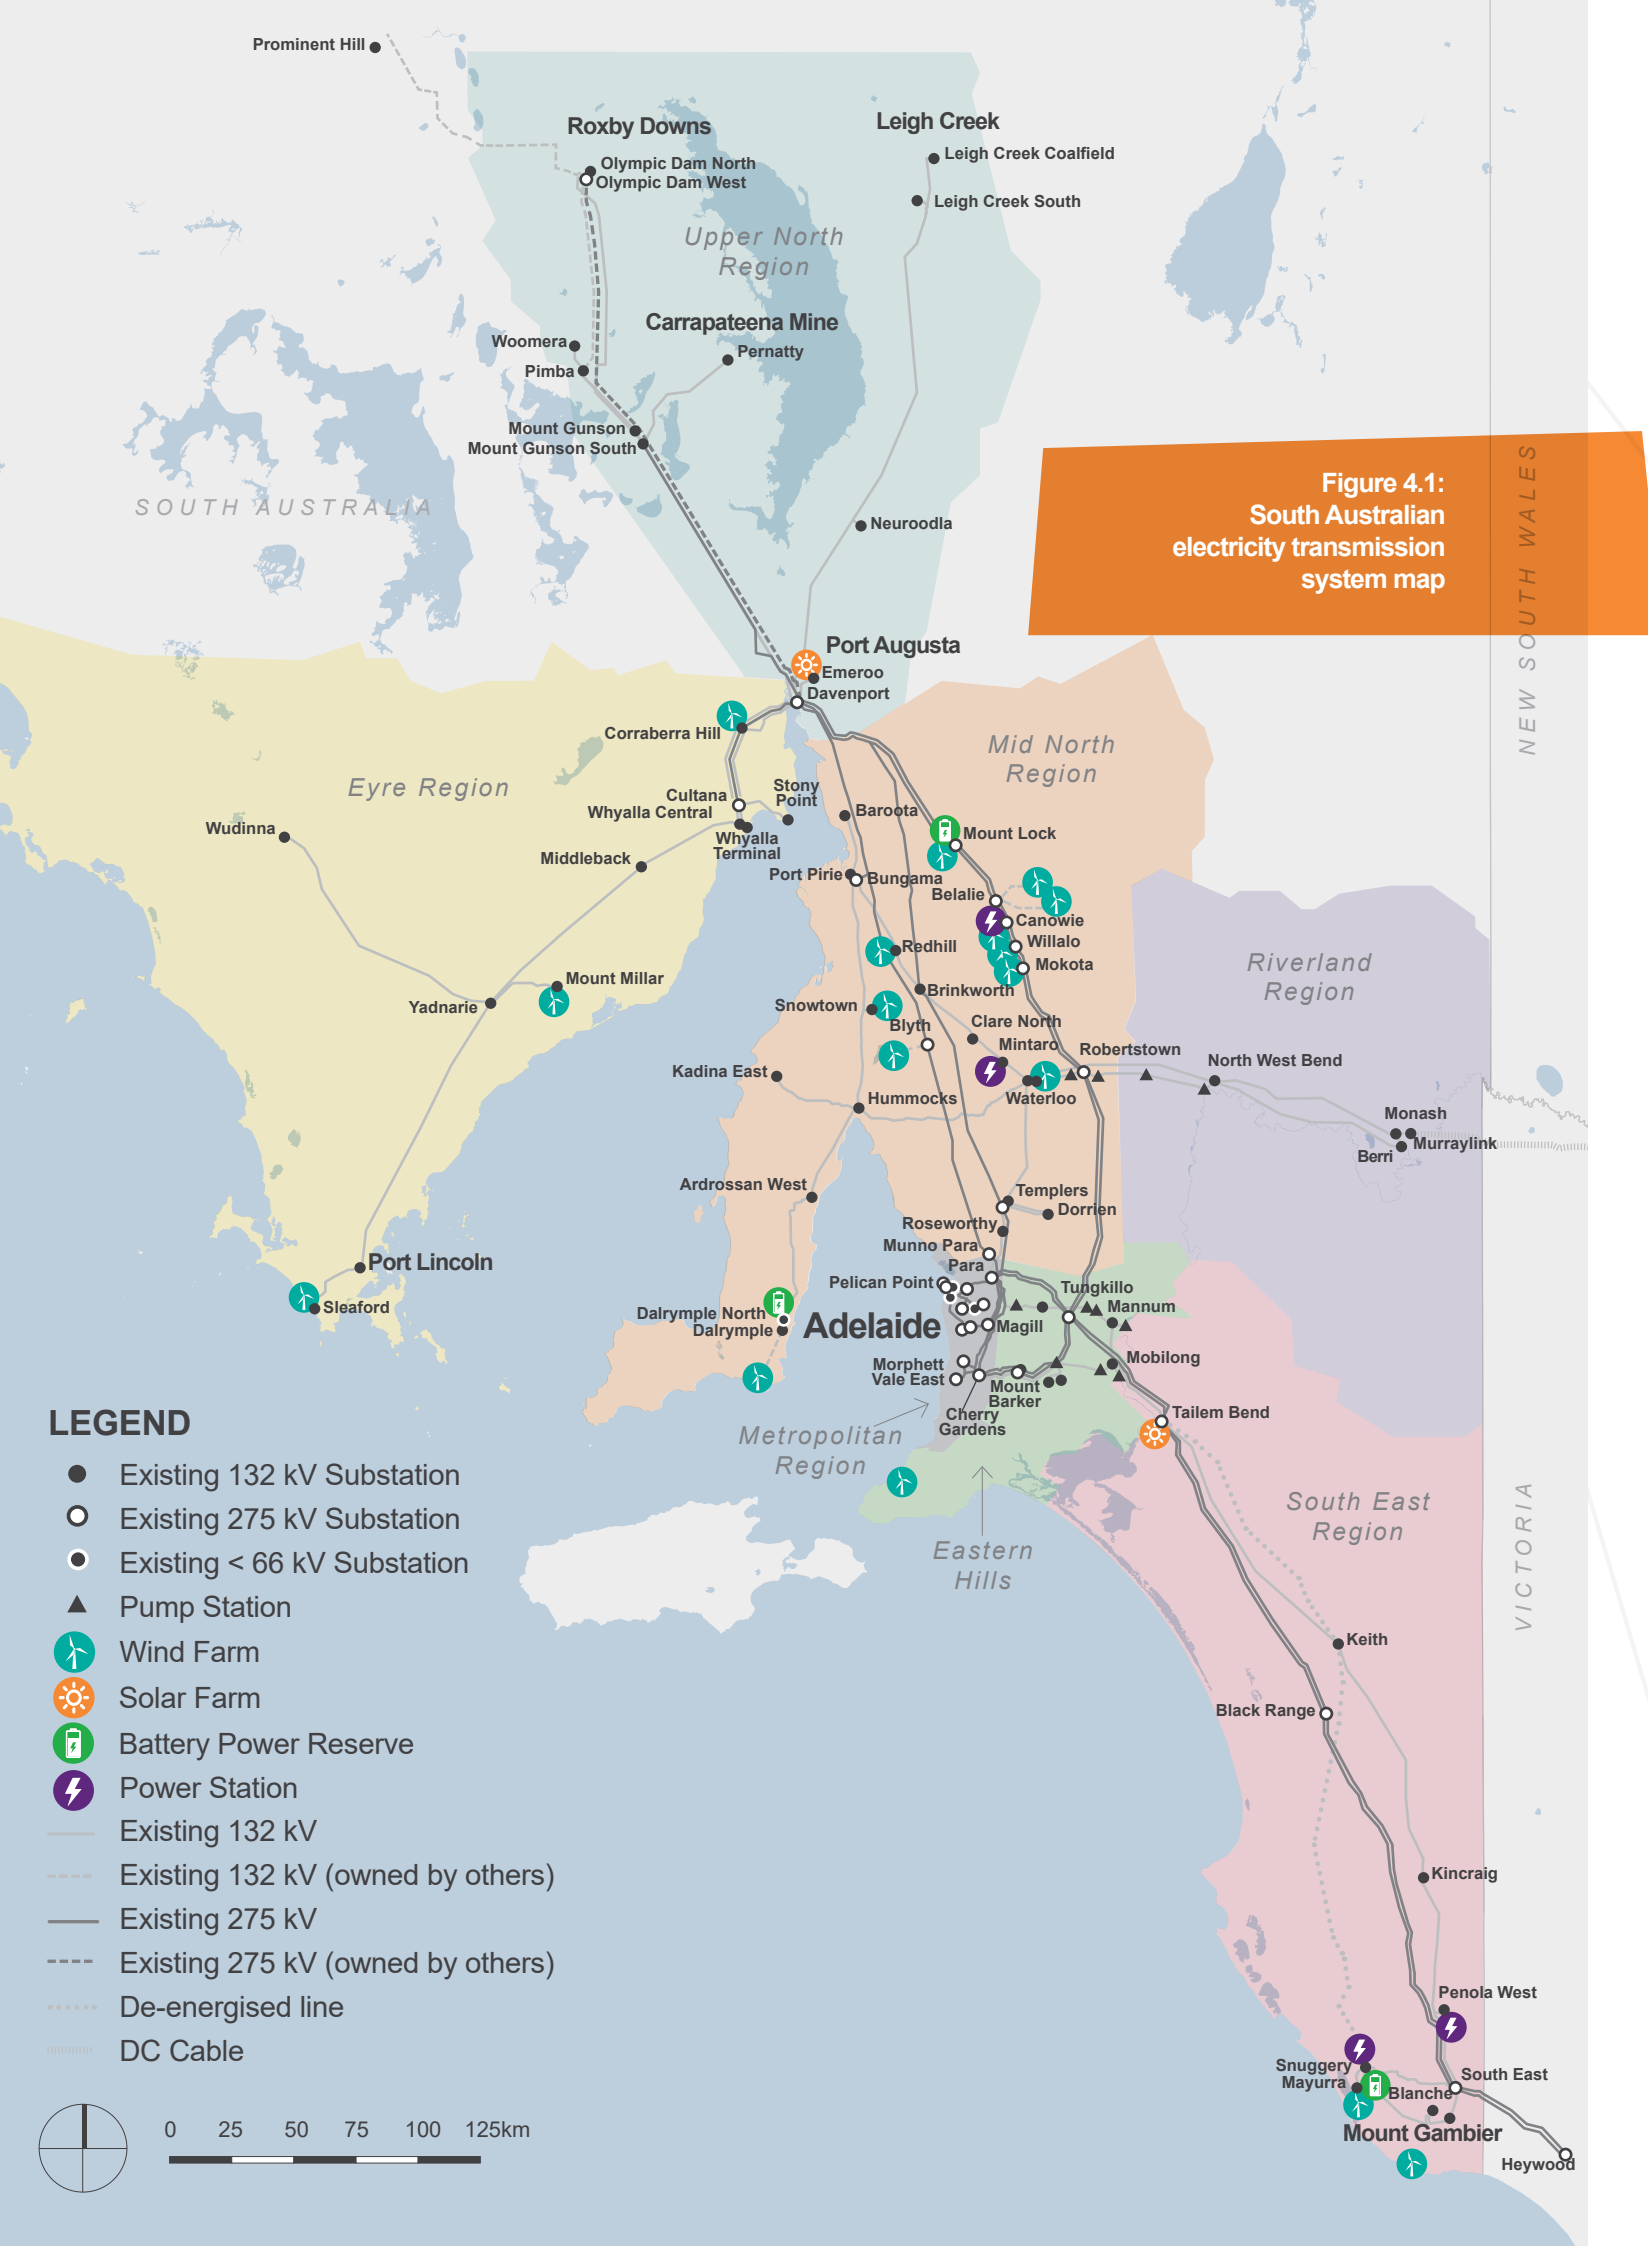 Prominent Hill
Roxby Downs
Leigh Creek
Leigh Creek Coalfield
Olympic Dam North
Olympic Dam West
Leigh Creek South
Upper North
Region
Carrapateena Mine
Woomera
Pernatty
Pimba
Mount Gunson
Mount Gunson South
SOUTH AUSTRALIA
Neuroodla
Figure 4.1:
South Australian
electricity transmission
system map
NEW SOUTH WALES
Port Augusta
Emeroo
Davenport
Corraberra Hill
Mid North
Region
Eyre Region
Cultana
Stony
Point
Whyalla Central
Baroota
Wudinna
Whyalla
Terminal
Mount Lock
Middleback
Port Pirie
Bungama
Belalie
Canowie
Redhill
Willalo
Mokota
Riverland
Region
Mount Millar
Yadnarie
Brinkworth
Snowtown
Blyth
Clare North
Mintaro
Robertstown
North West Bend
Kadina East
Hummocks
Waterloo
Monash
Murraylink
Berri
Ardrossan West
Templers
Dorrien
Roseworthy
Munno Para
Para
Port Lincoln
Pelican Point
Tungkillo
Mannum
Sleaford
Dalrymple North
Dalrymple
Adelaide
Magill
Morphett
Vale East
Mobilong
Mount
Barker
Cherry
Gardens
Tailem Bend
Metropolitan
Region
South East
Region
Eastern
Hills
VICTORIA
Keith
Black Range
Kincraig
Penola West
Snuggery
Mayurra
South East
Blanche
Mount Gambier
Heywood
LEGEND
Existing 132 kV Substation
Existing 275 kV Substation
Existing < 66 kV Substation
Pump Station
Wind Farm
Solar Farm
Battery Power Reserve
Power Station
Existing 132 kV
Existing 132 kV (owned by others)
Existing 275 kV
Existing 275 kV (owned by others)
De-energised line
DC Cable
0 25 50 75 100 125km